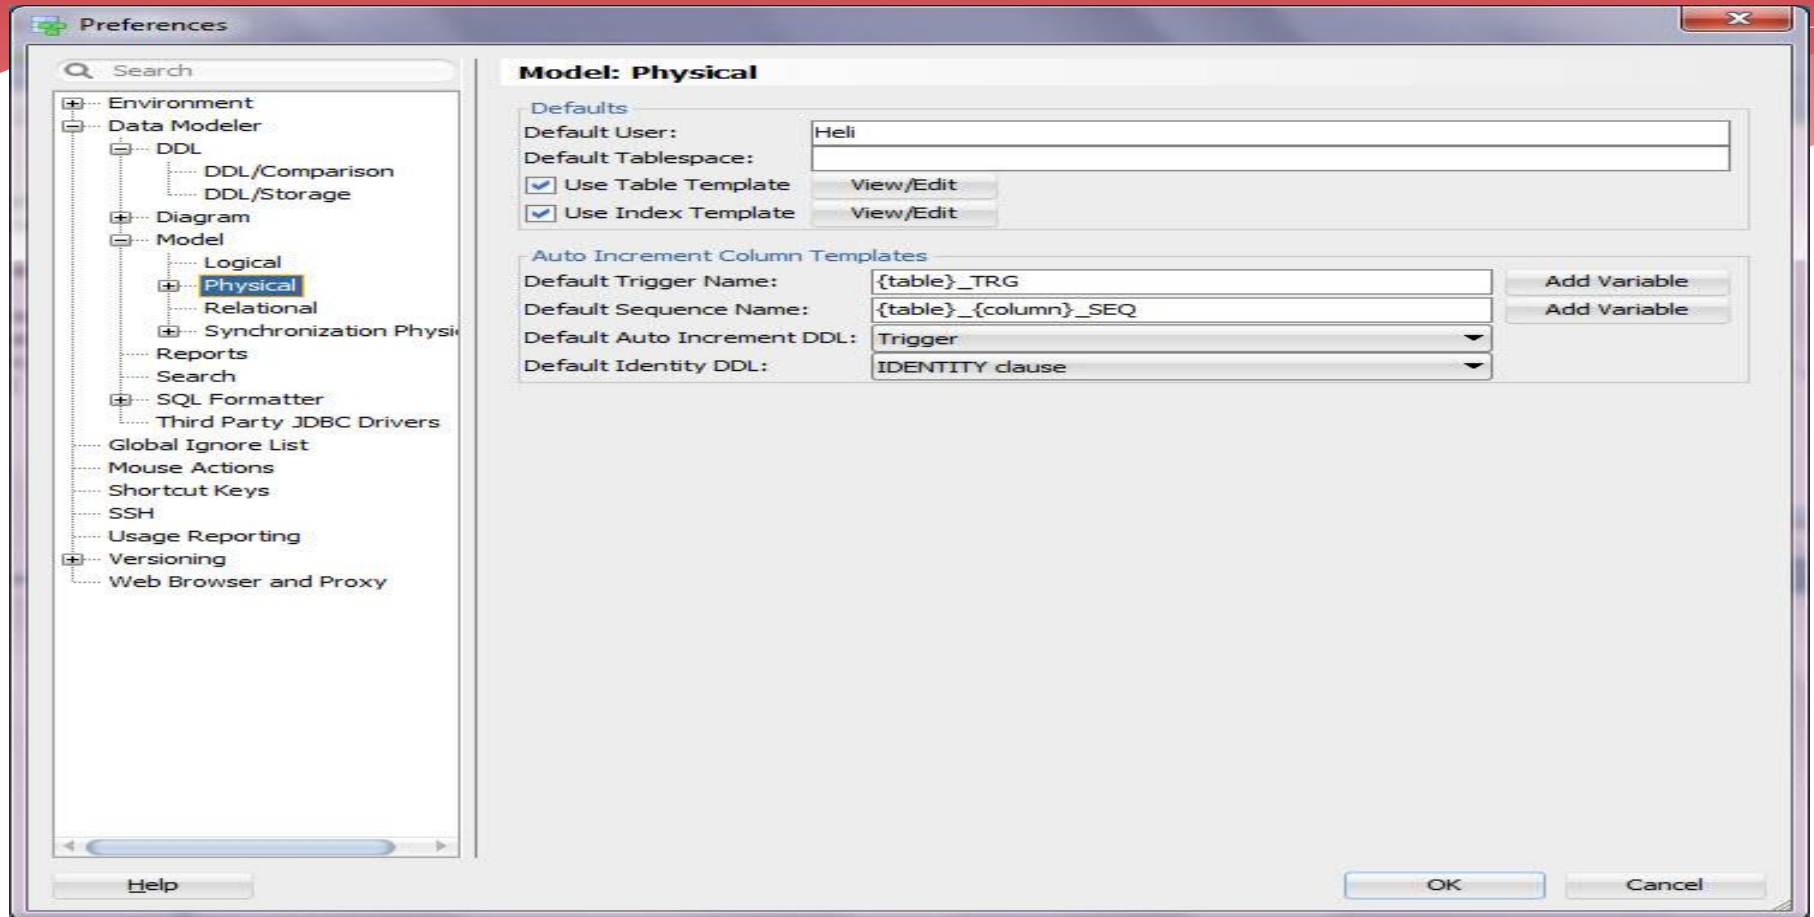 Preferences
Search
Environment
Data Modeler
DDL
DDL/Comparison
DDL/Storage
Diagram
Model
Logical
Physical
Relational
Synchronization Physi
Reports
Search
SQL Formatter
Third Party JDBC Drivers
Global Ignore List
Mouse Actions
Shortcut Keys
SSH
Usage Reporting
Versioning
Web Browser and Proxy
Model: Physical
Defaults
Default User: Heli
Default Tablespace:
Use Table Template View/Edit
Use Index Template View/Edit
Auto Increment Column Templates
Default Trigger Name: {table}_TRG Add Variable
Default Sequence Name: {table}_{column}_SEQ Add Variable
Default Auto Increment DDL: Trigger
Default Identity DDL: IDENTITY clause
Help OK Cancel